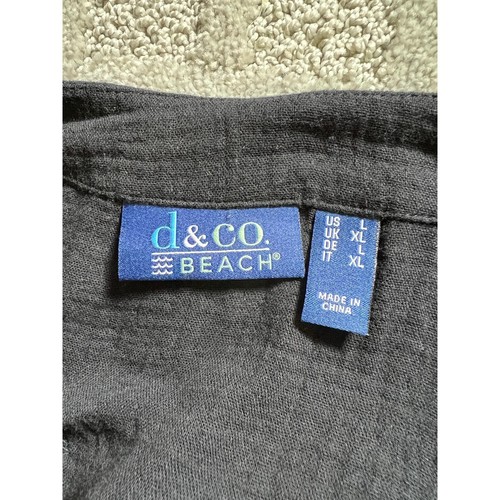 d&co.
BEACH®
US L
UK XL
DE L
IT XL
MADE IN
CHINA